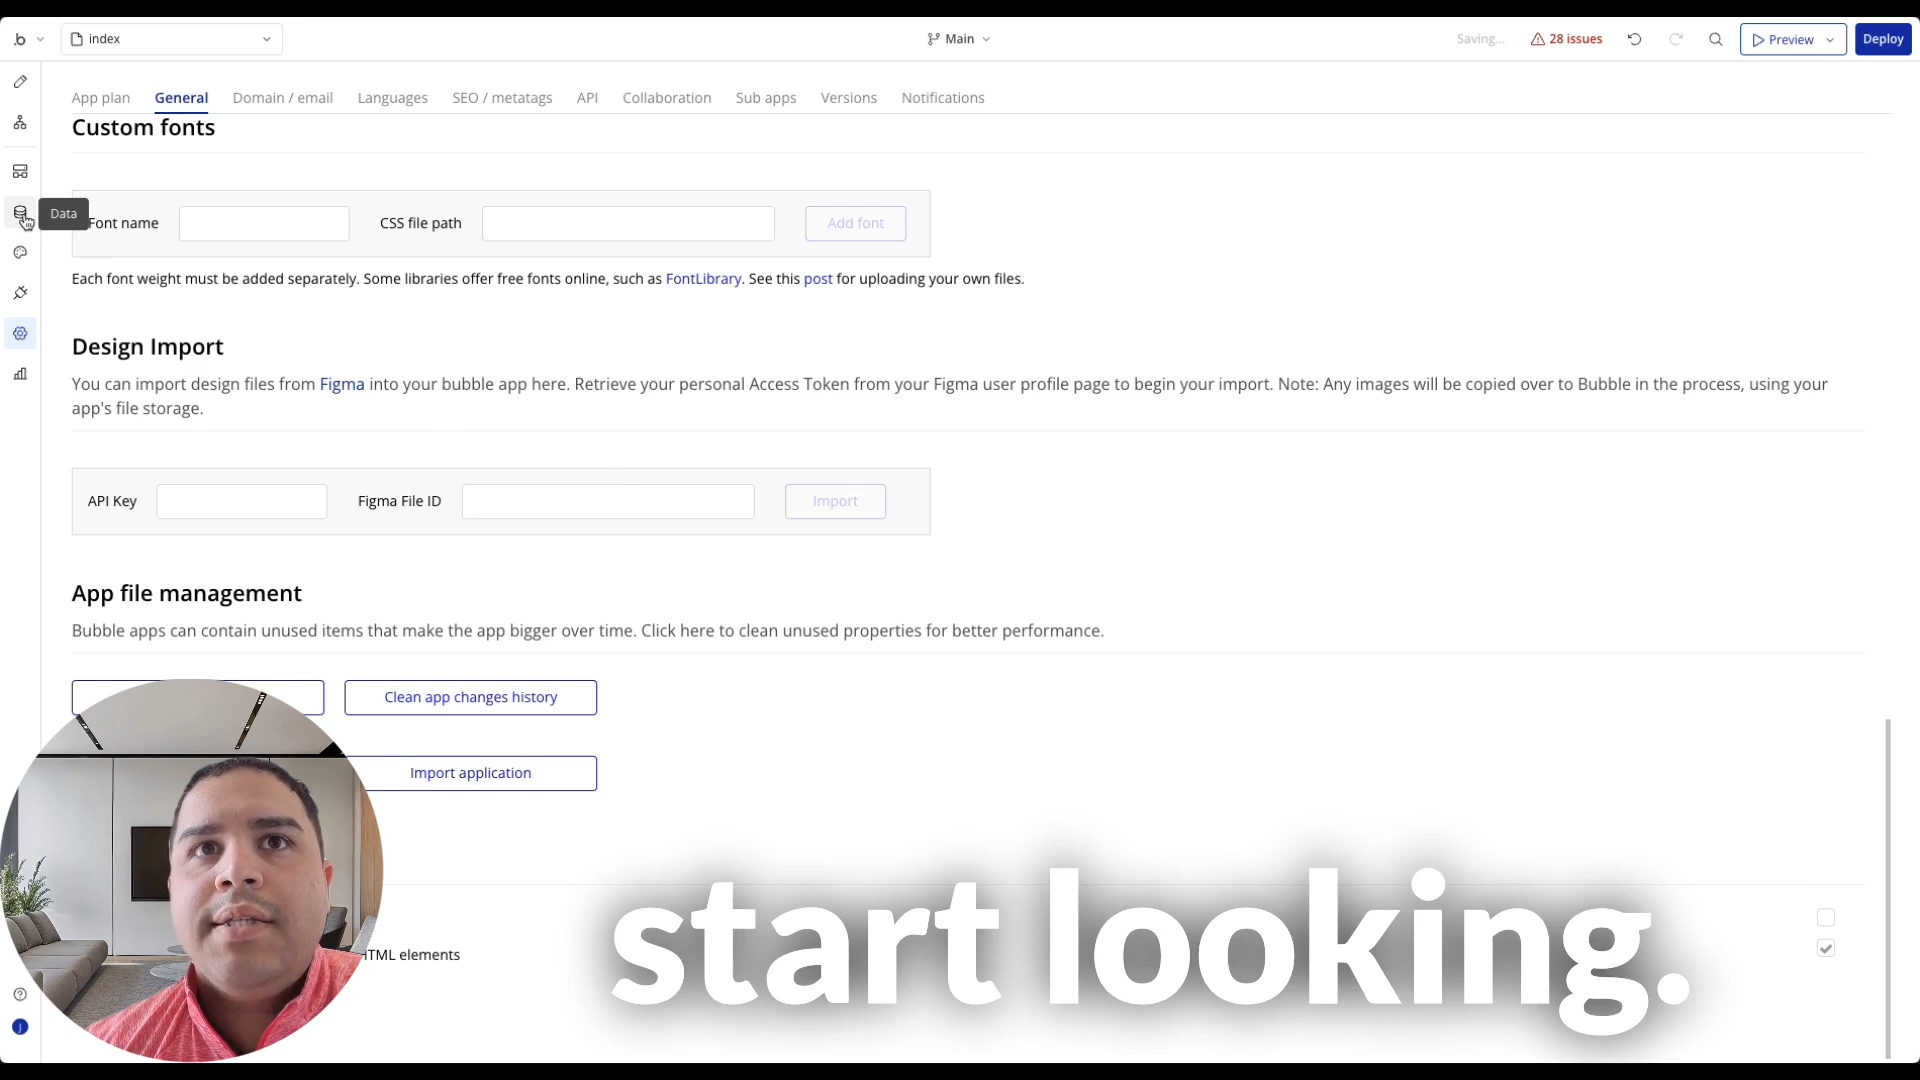 .b
index
Main
Saving...
28 issues
Preview
Deploy
App plan
General
Domain / email
Languages
SEO / metatags
API
Collaboration
Sub apps
Versions
Notifications
Custom fonts
Data
Font name
CSS file path
Add font
Each font weight must be added separately. Some libraries offer free fonts online, such as FontLibrary. See this post for uploading your own files.
Design Import
You can import design files from Figma into your bubble app here. Retrieve your personal Access Token from your Figma user profile page to begin your import. Note: Any images will be copied over to Bubble in the process, using your
app's file storage.
API Key
Figma File ID
Import
App file management
Bubble apps can contain unused items that make the app bigger over time. Click here to clean unused properties for better performance.
Clean app changes history
Import application
HTML elements
start looking.
J